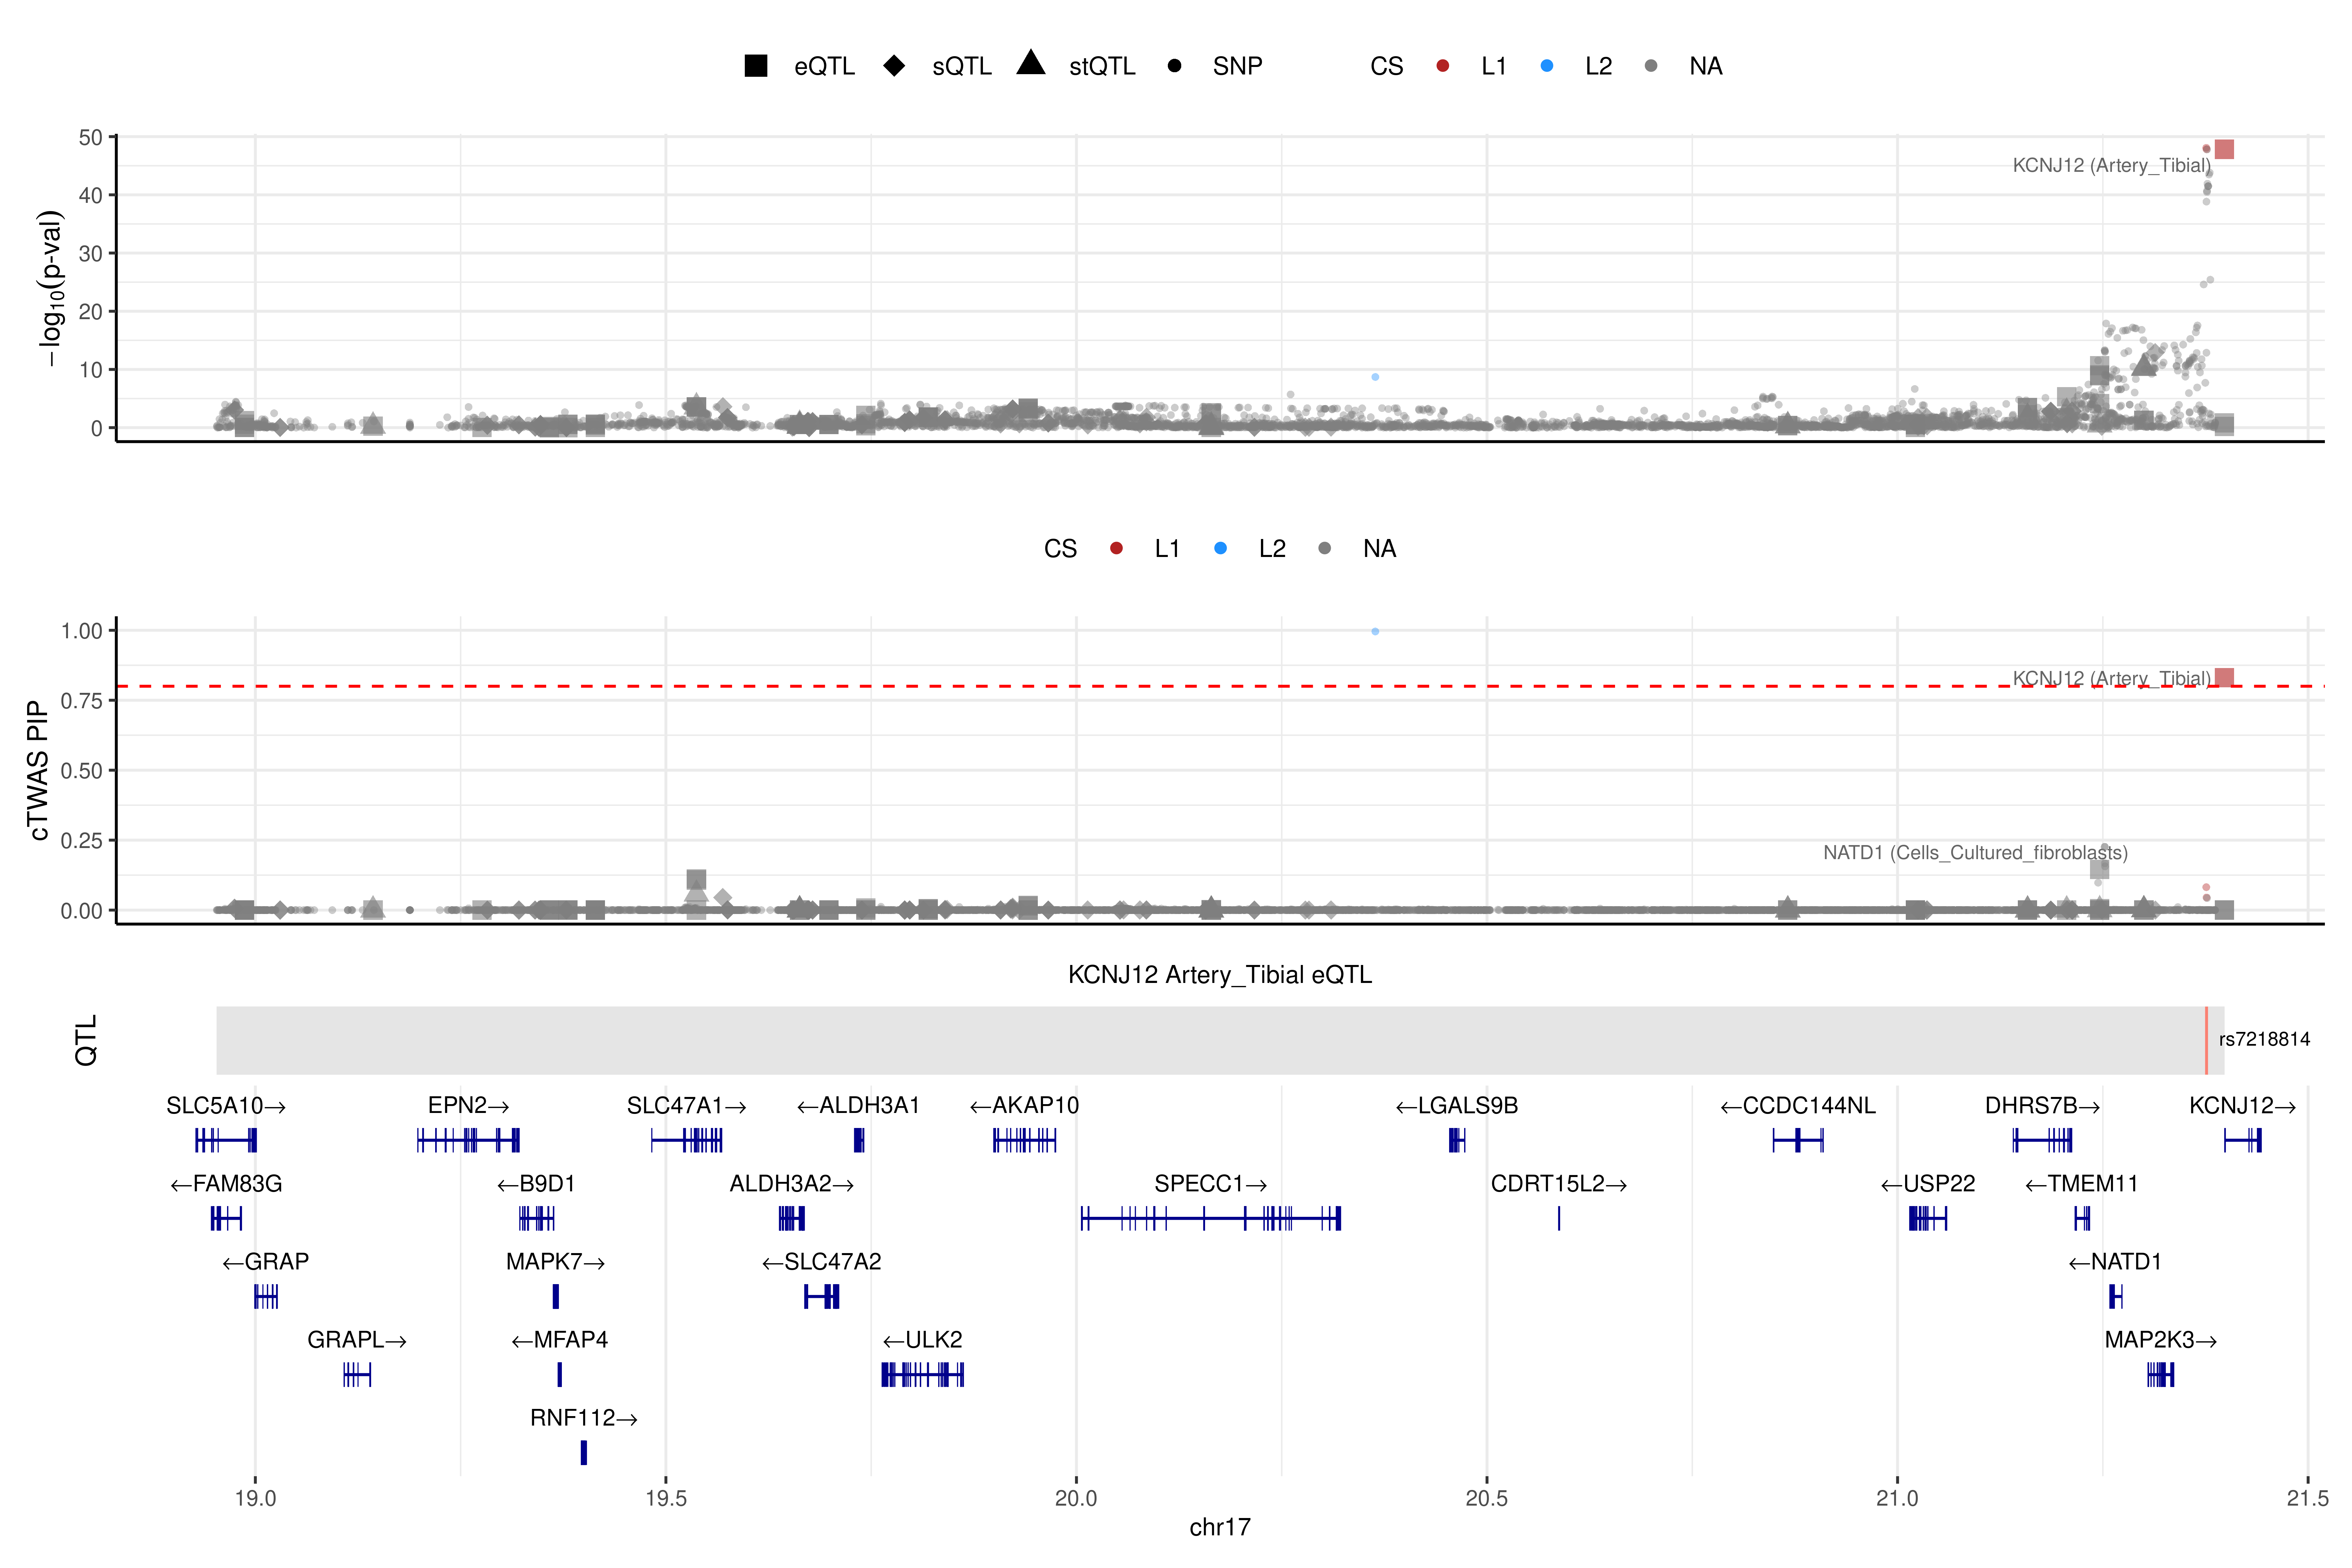 eQTL sQTL stQTL SNP CS L1 L2 NA
50
40
30
20
10
0
−log10(p-val)
KCNJ12 (Artery_Tibial)
CS L1 L2 NA
1.00
0.75
0.50
0.25
0.00
cTWAS PIP
KCNJ12 (Artery_Tibial)
NATD1 (Cells_Cultured_fibroblasts)
KCNJ12 Artery_Tibial eQTL
QTL
rs7218814
SLC5A10→ EPN2→ SLC47A1→ ←ALDH3A1 ←AKAP10 ←LGALS9B ←CCDC144NL DHRS7B→ KCNJ12→
←FAM83G ←B9D1 ALDH3A2→ SPECC1→ CDRT15L2→ ←USP22 ←TMEM11
←GRAP MAPK7→ ←SLC47A2 ←NATD1
GRAPL→ ←MFAP4 ←ULK2 MAP2K3→
RNF112→
19.0 19.5 20.0 20.5 21.0 21.5
chr17